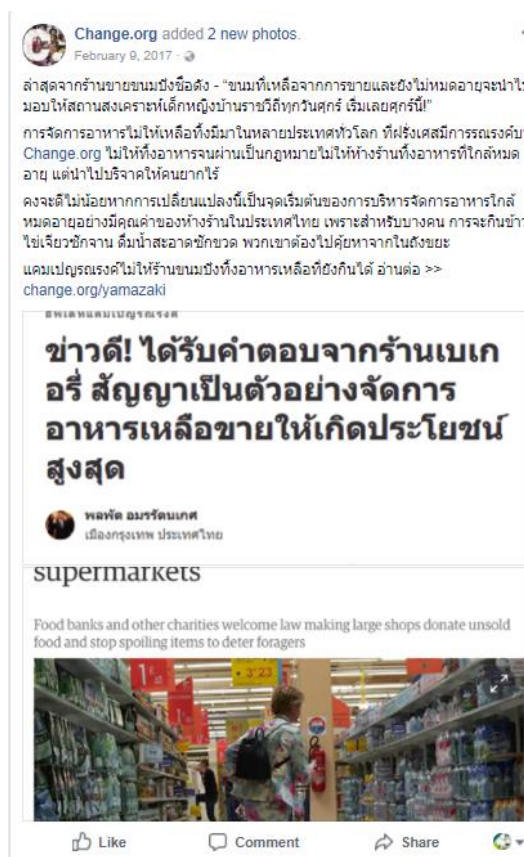 Change.org added 2 new photos.
February 9, 2017 ·
ล่าสุดจากร้านขายขนมปังชื่อดัง - "ขนมที่เหลือจากการขายและยังไม่หมดอายุจะนำไป
มอบให้สถานสงเคราะห์เด็กหญิงบ้านราชวิถีทุกวันศุกร์ เริ่มเลยศุกร์นี้!"
การจัดการอาหารไม่ให้เหลือทิ้งมีมาในหลายประเทศทั่วโลก ที่ฝรั่งเศสมีการรณรงค์บน
Change.org ไม่ให้ทิ้งอาหารจนผ่านเป็นกฎหมายไม่ให้ห้างร้านทิ้งอาหารที่ใกล้หมด
อายุ แต่นำไปบริจาคให้คนยากไร้
คงจะดีไม่น้อยหากการเปลี่ยนแปลงนี้เป็นจุดเริ่มต้นของการบริหารจัดการอาหารใกล้
หมดอายุอย่างมีคุณค่าของห้างร้านในประเทศไทย เพราะสำหรับบางคน การจะกินข้าว
ไข่เจียวซักจาน ดื่มน้ำสะอาดซักขวด พวกเขาต้องไปคุ้ยหาจากในถังขยะ
แคมเปญรณรงค์ไม่ให้ร้านขนมปังทิ้งอาหารเหลือที่ยังกินได้ อ่านต่อ >>
change.org/yamazaki
อัพเดทแคมเปญรณรงค์
ข่าวดี! ได้รับคำตอบจากร้านเบเก
อรี่ สัญญาเป็นตัวอย่างจัดการ
อาหารเหลือขายให้เกิดประโยชน์
สูงสุด
พลพัต อมรรัตนเกศ
เมืองกรุงเทพ ประเทศไทย
supermarkets
Food banks and other charities welcome law making large shops donate unsold
food and stop spoiling items to deter foragers
3€23
Like
Comment
Share